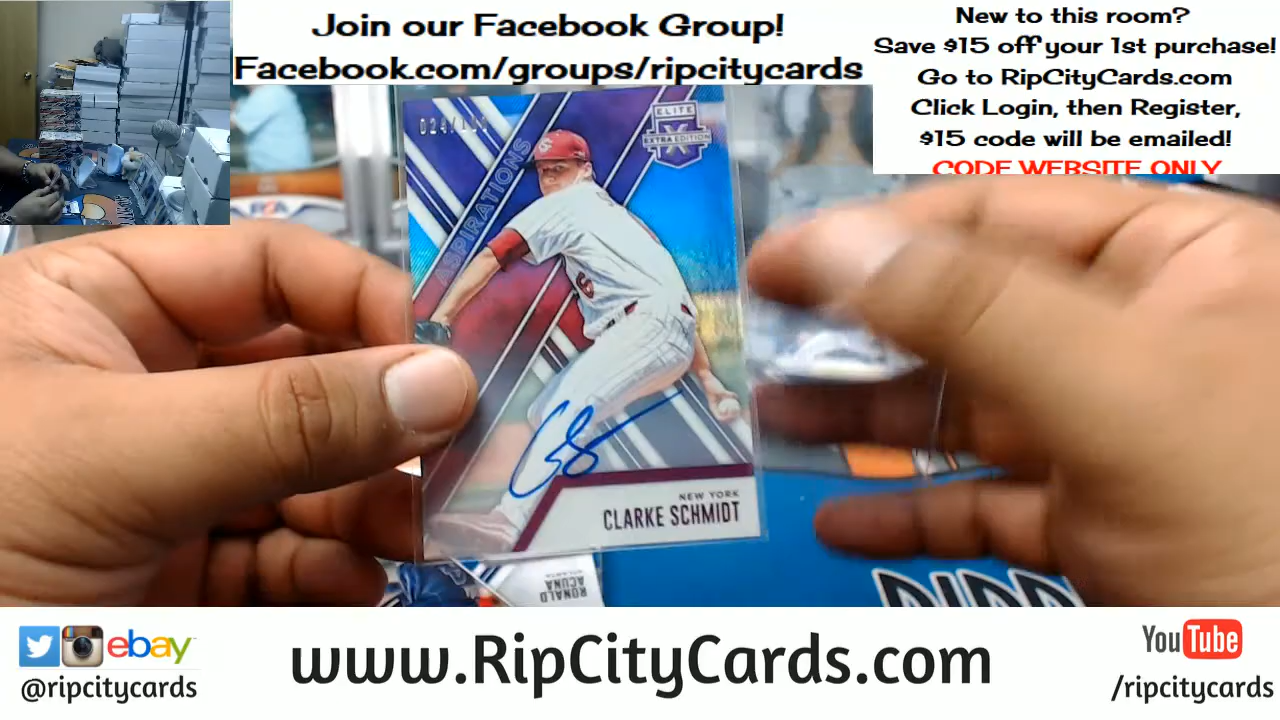 Join our Facebook Group!
Facebook.com/groups/ripcitycards
New to this room?
Save $15 off your 1st purchase!
Go to RipCityCards.com
Click Login, then Register,
$15 code will be emailed!
CODE WEBSITE ONLY
ELITE
EXTRA EDITION
X
ASPIRATIONS
6
NEW YORK
CLARKE SCHMIDT
RONALD
ACUNA
ATLANTA
ebay
@ripcitycards
www.RipCityCards.com
YouTube
/ripcitycards